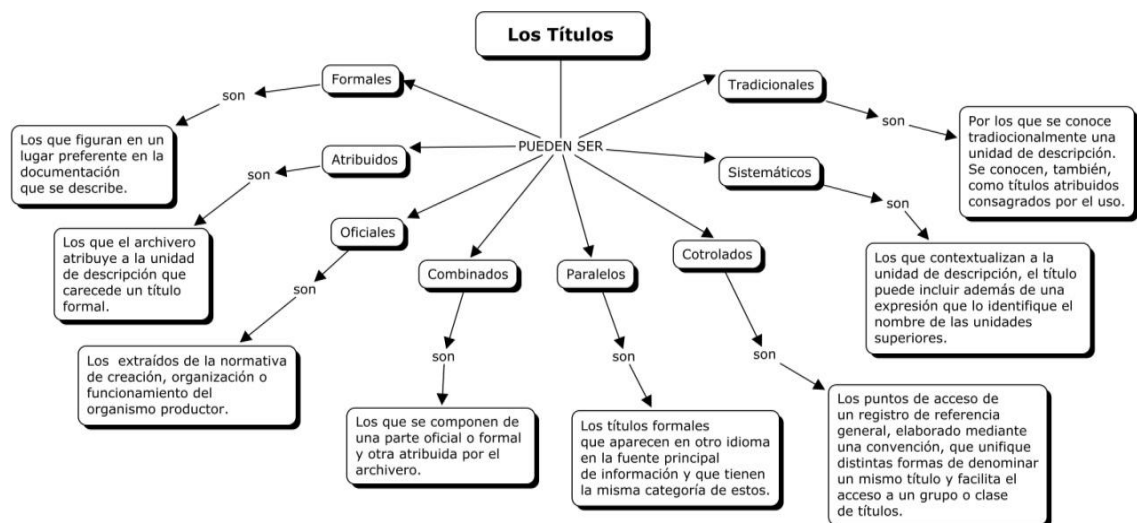 Los Títulos
PUEDEN SER
Formales
son
Los que figuran en un
lugar preferente en la
documentación
que se describe.
Atribuidos
son
Los que el archivero
atribuye a la unidad
de descripción que
carecede un título
formal.
Oficiales
son
Los extraídos de la normativa
de creación, organización o
funcionamiento del
organismo productor.
Combinados
son
Los que se componen de
una parte oficial o formal
y otra atribuida por el
archivero.
Paralelos
son
Los títulos formales
que aparecen en otro idioma
en la fuente principal
de información y que tienen
la misma categoría de estos.
Cotrolados
son
Los puntos de acceso de
un registro de referencia
general, elaborado mediante
una convención, que unifique
distintas formas de denominar
un mismo título y facilita el
acceso a un grupo o clase
de títulos.
Sistemáticos
son
Los que contextualizan a la
unidad de descripción, el título
puede incluir además de una
expresión que lo identifique el
nombre de las unidades
superiores.
Tradicionales
son
Por los que se conoce
tradiocionalmente una
unidad de descripción.
Se conocen, también,
como títulos atribuidos
consagrados por el uso.